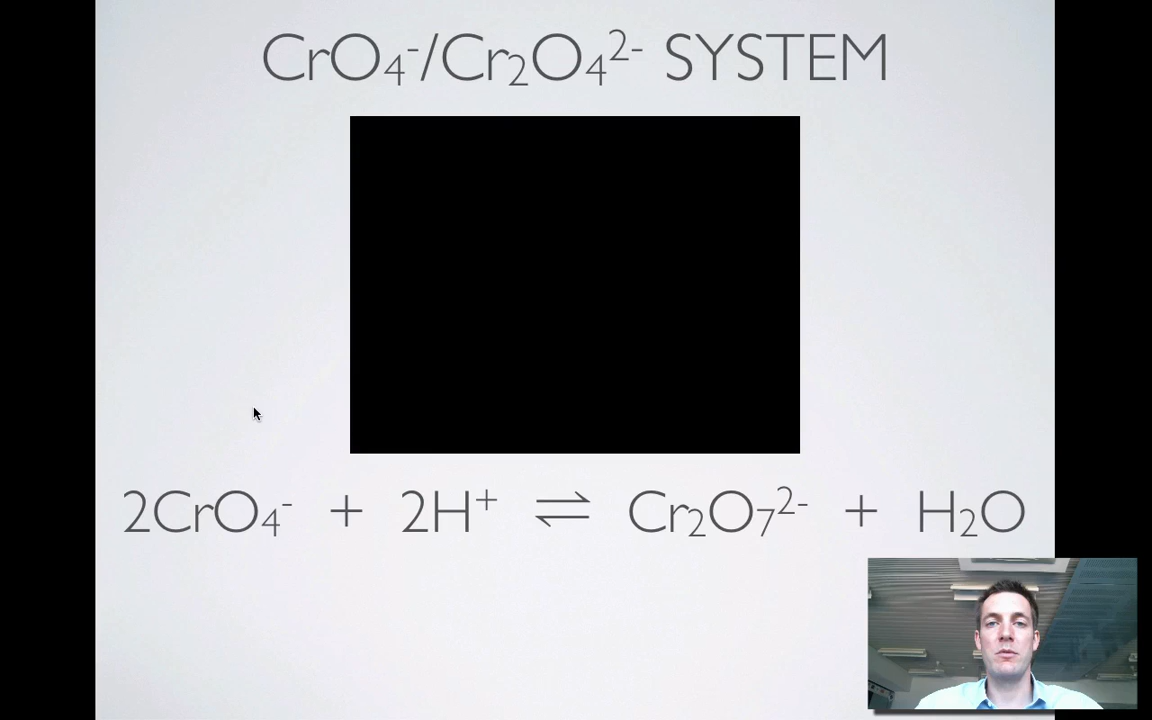 CrO₄⁻/Cr₂O₄²⁻ SYSTEM
2CrO₄⁻ + 2H⁺ ⇌ Cr₂O₇²⁻ + H₂O